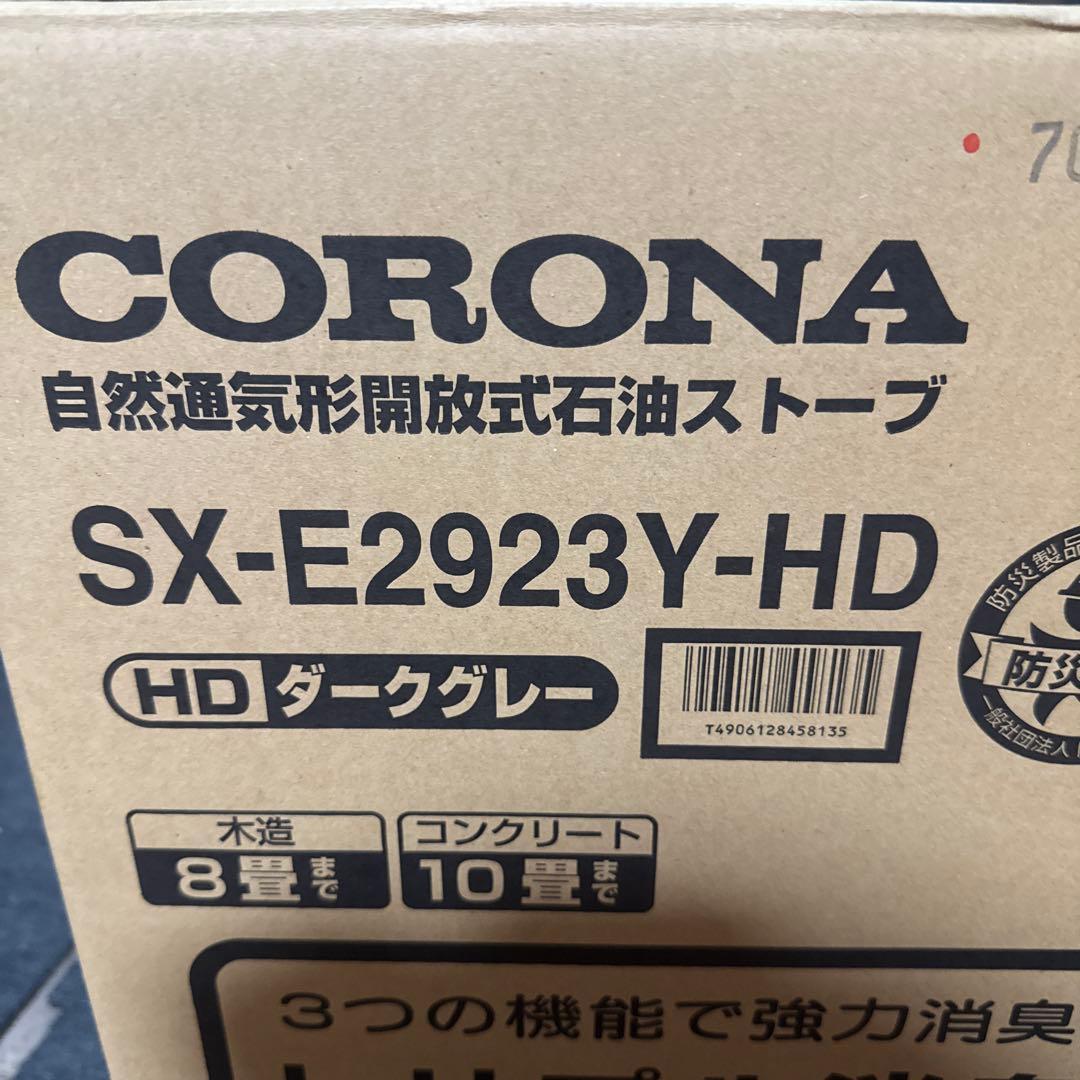 CORONA
自然通気形開放式石油ストーブ
SX-E2923Y-HD
HD ダークグレー
T4906128458135
防災製品
防災
一般社団法人
木造
8畳まで
コンクリート
10畳まで
3つの機能で強力消臭